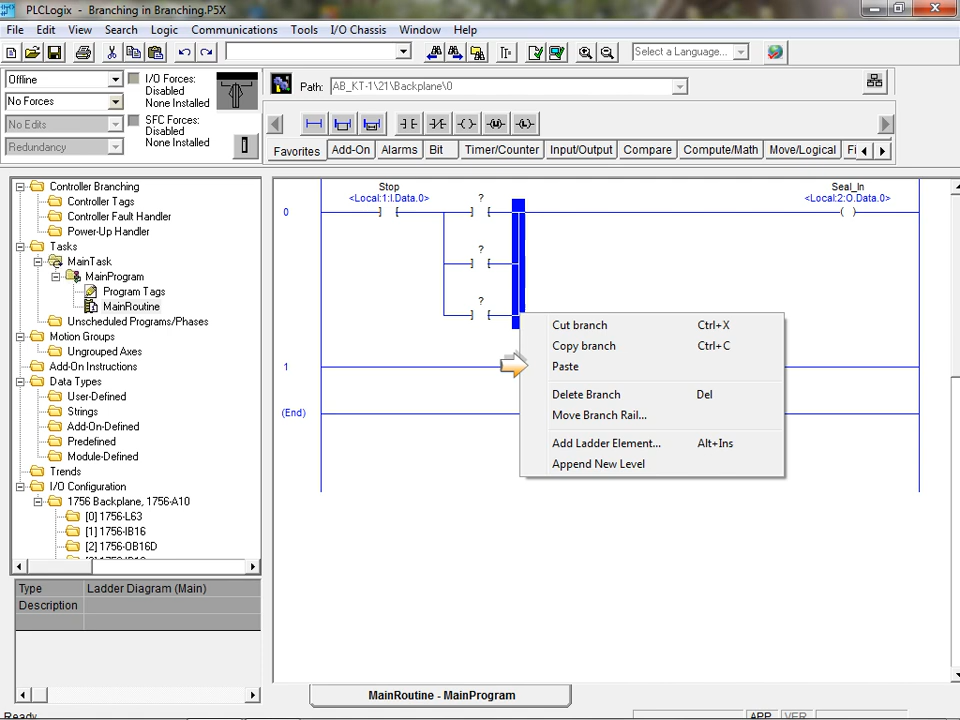 PLCLogix - Branching in Branching.P5X
File Edit View Search Logic Communications Tools I/O Chassis Window Help
Select a Language...
Offline
I/O Forces:
Disabled
None Installed
No Forces
No Edits
SFC Forces:
Disabled
None Installed
Redundancy
Path: AB_KT-1\21\Backplane\0
Favorites Add-On Alarms Bit Timer/Counter Input/Output Compare Compute/Math Move/Logical Fi
Controller Branching
Controller Tags
Controller Fault Handler
Power-Up Handler
Tasks
MainTask
MainProgram
Program Tags
MainRoutine
Unscheduled Programs/Phases
Motion Groups
Ungrouped Axes
Add-On Instructions
Data Types
User-Defined
Strings
Add-On-Defined
Predefined
Module-Defined
Trends
I/O Configuration
1756 Backplane, 1756-A10
[0] 1756-L63
[1] 1756-IB16
[2] 1756-OB16D
Type Ladder Diagram (Main)
Description
Stop
<Local:1:I.Data.0>
?
Seal_In
<Local:2:O.Data.0>
0
?
?
1
(End)
Cut branch Ctrl+X
Copy branch Ctrl+C
Paste
Delete Branch Del
Move Branch Rail...
Add Ladder Element... Alt+Ins
Append New Level
MainRoutine - MainProgram
Ready
APP VER